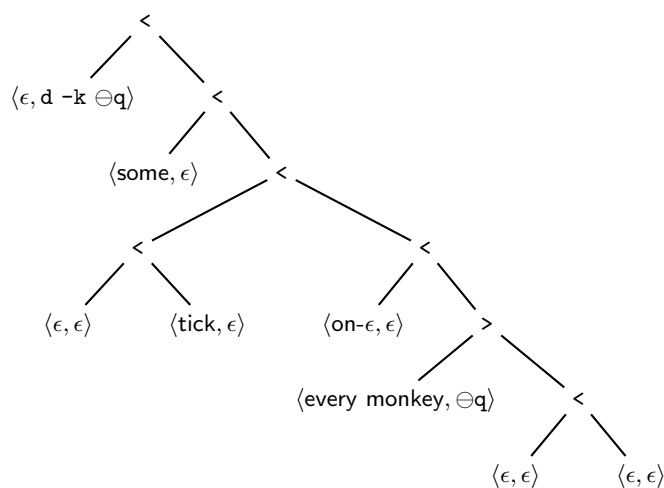 <
⟨ϵ, d -k ⊖q⟩ <
⟨some, ϵ⟩ <
< <
⟨ϵ, ϵ⟩ ⟨tick, ϵ⟩ ⟨on-ϵ, ϵ⟩ >
⟨every monkey, ⊖q⟩ <
⟨ϵ, ϵ⟩ ⟨ϵ, ϵ⟩